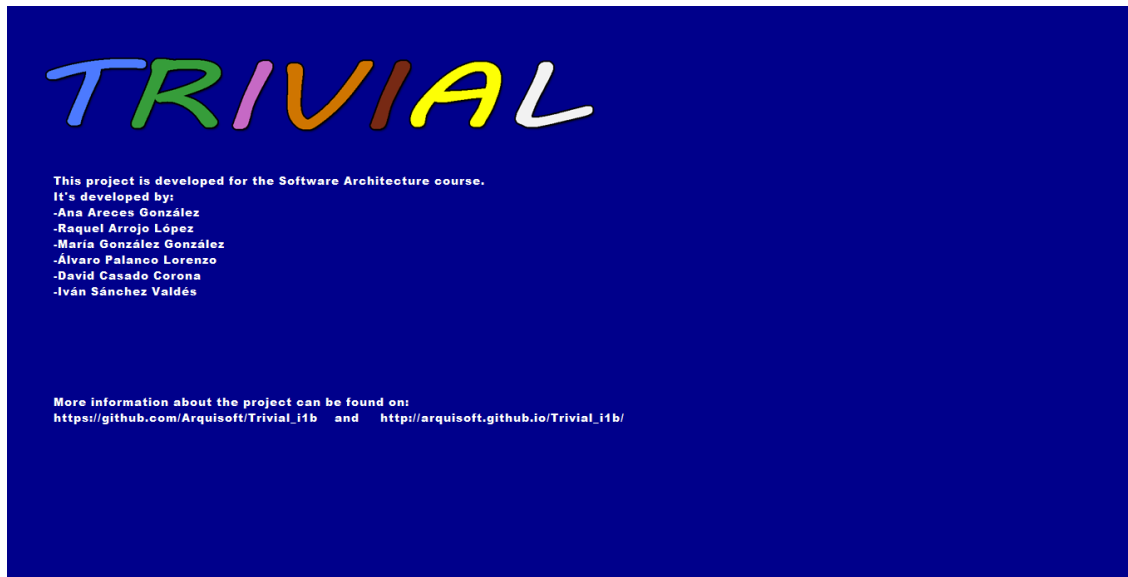 TRIVIAL
This project is developed for the Software Architecture course.
It's developed by:
-Ana Areces González
-Raquel Arrojo López
-María González González
-Álvaro Palanco Lorenzo
-David Casado Corona
-Iván Sánchez Valdés
More information about the project can be found on:
https://github.com/Arquisoft/Trivial_i1b and http://arquisoft.github.io/Trivial_i1b/